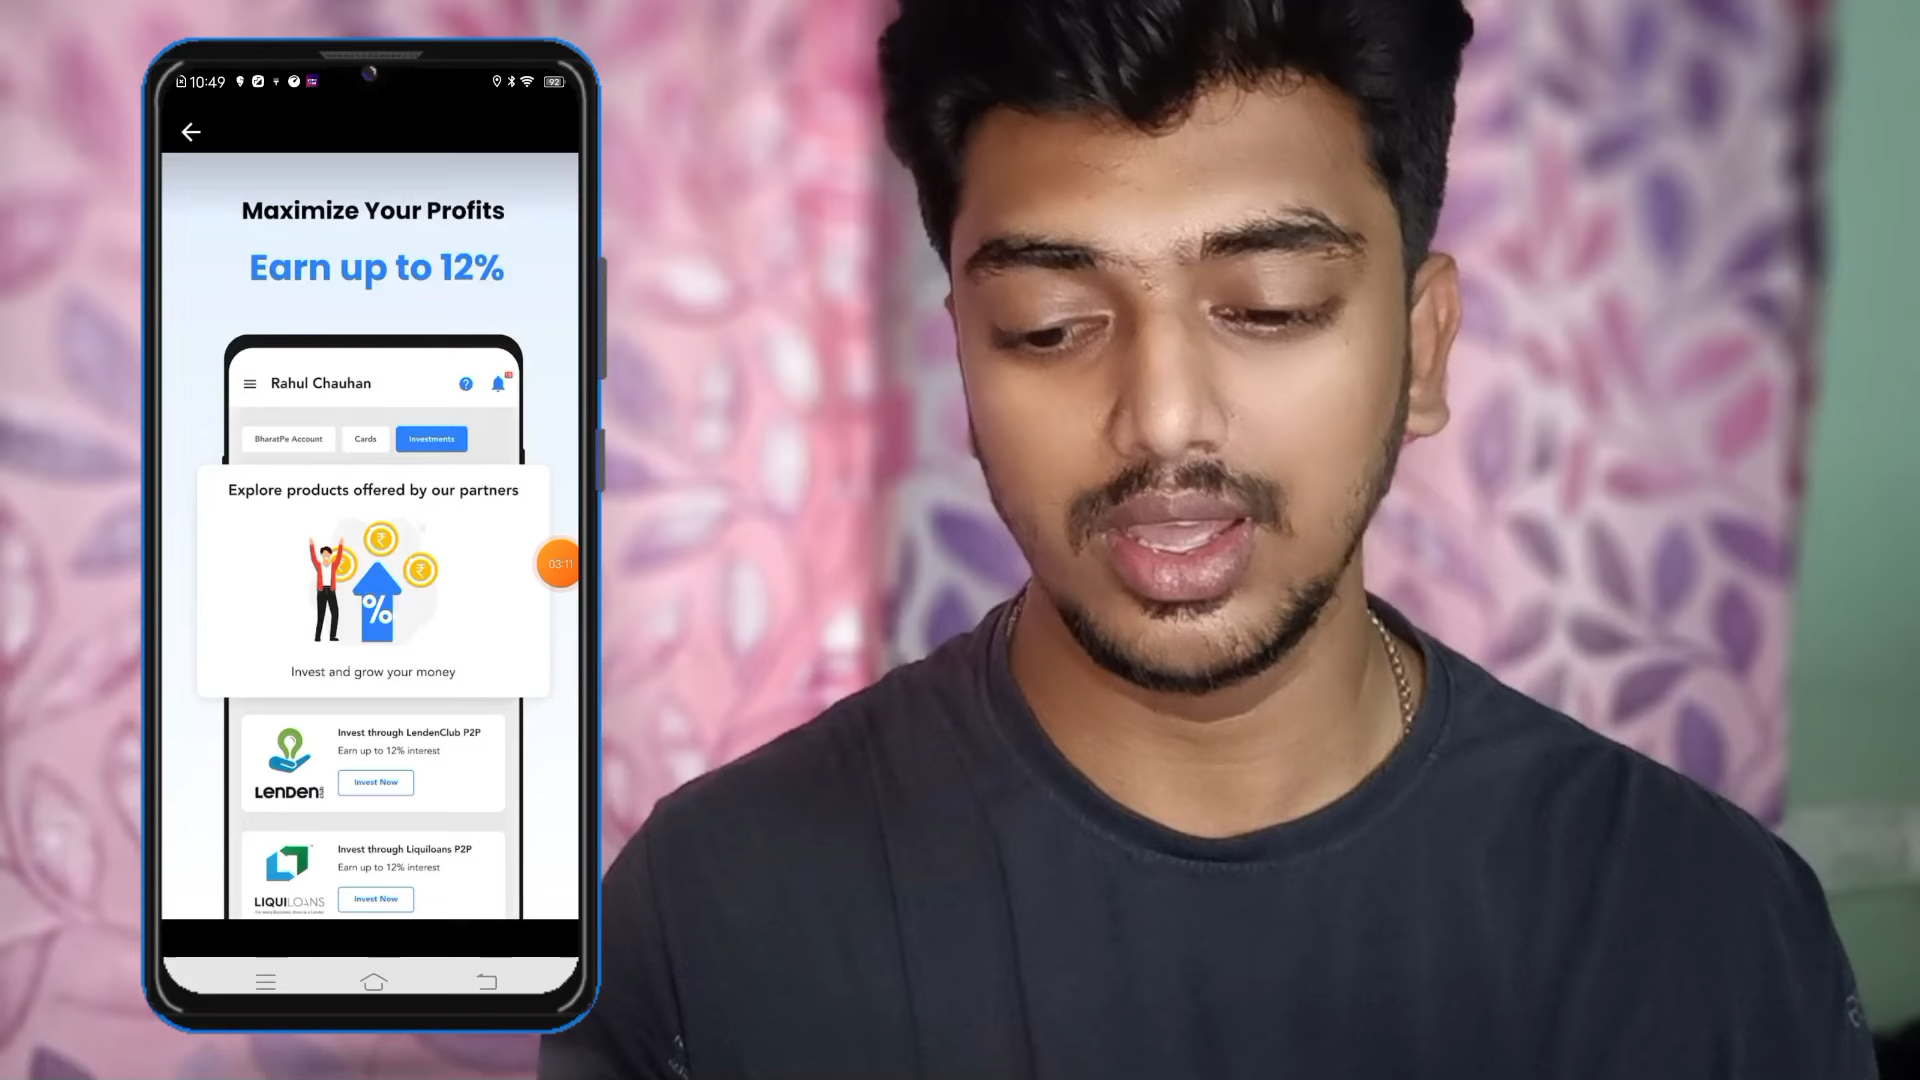 10:49
92
Maximize Your Profits
Earn up to 12%
Rahul Chauhan
?
BharatPe Account
Cards
Investments
Explore products offered by our partners
%
03:11
Invest and grow your money
Invest through LendenClub P2P
Earn up to 12% interest
Invest Now
LENDEN
Invest through Liquiloans P2P
Earn up to 12% interest
Invest Now
LIQUILOANS